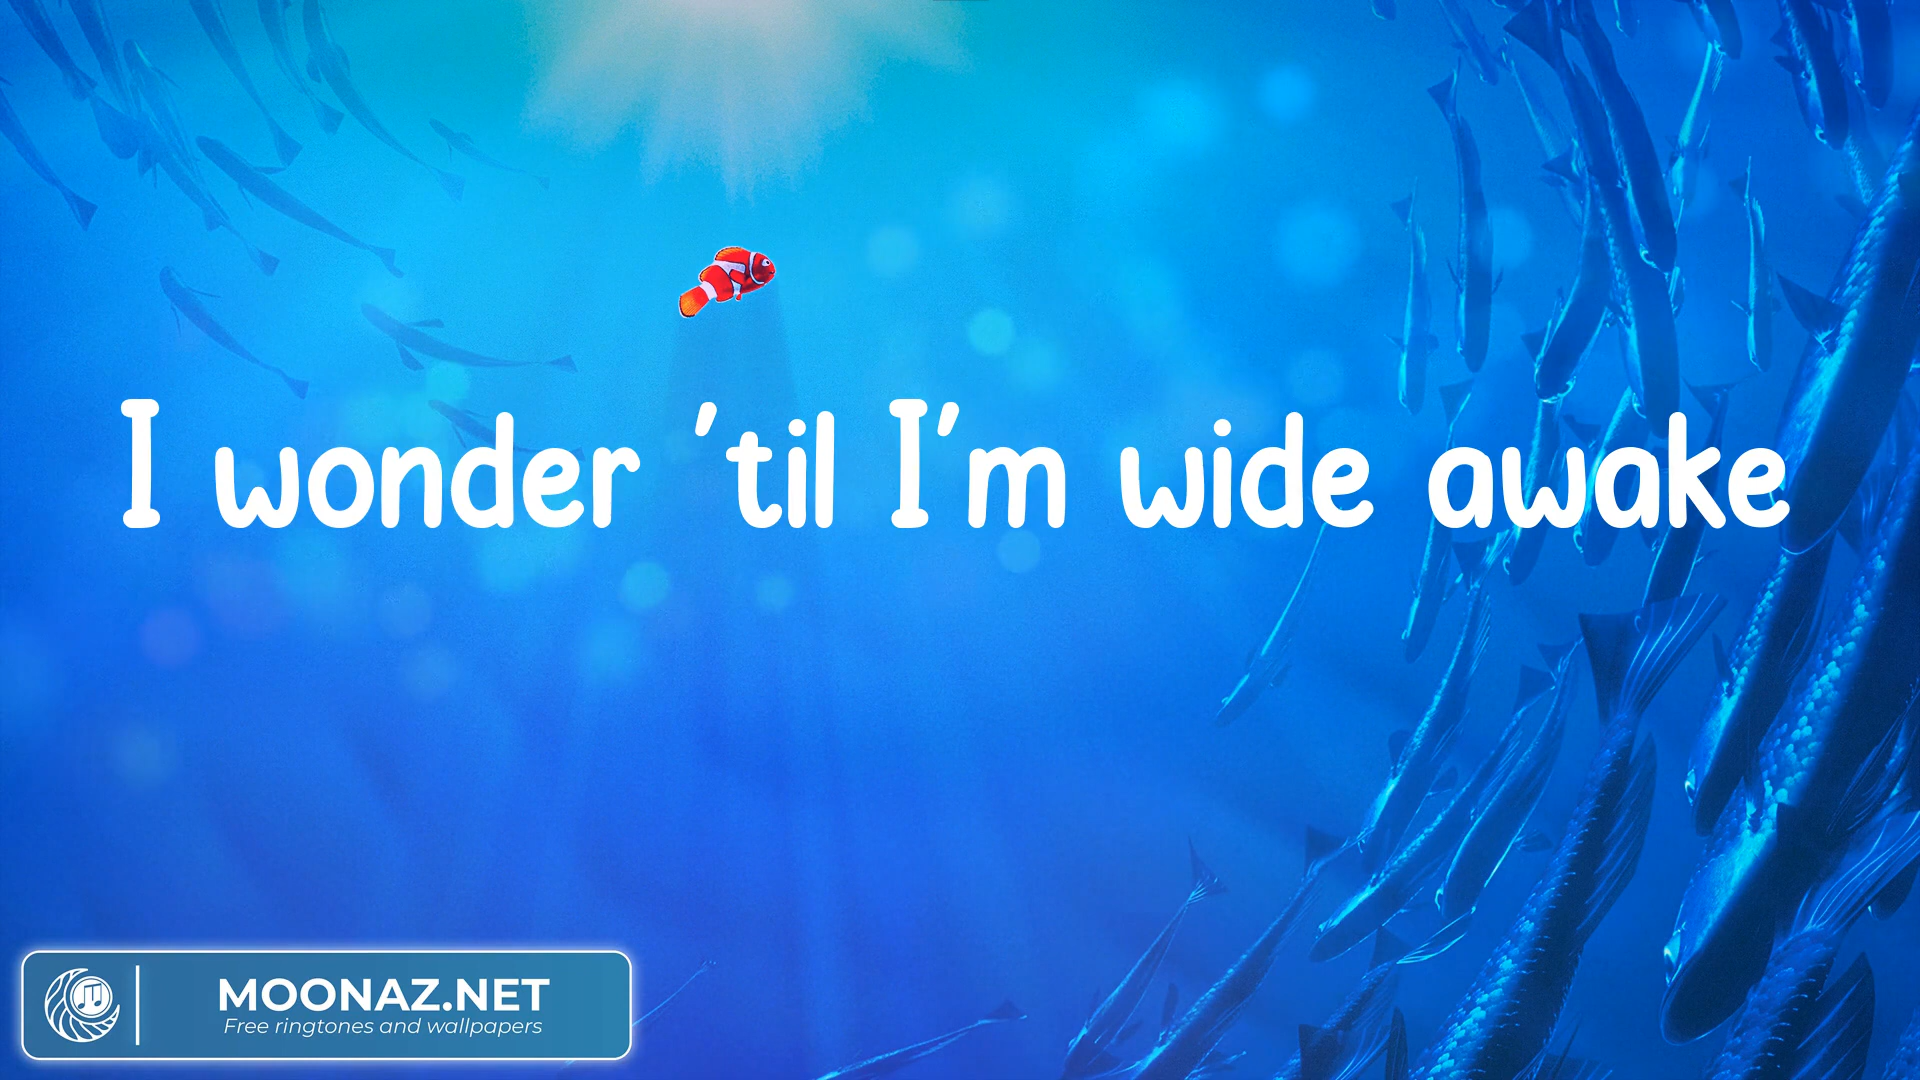 I wonder ’til I’m wide awake
MOONAZ.NET
Free ringtones and wallpapers